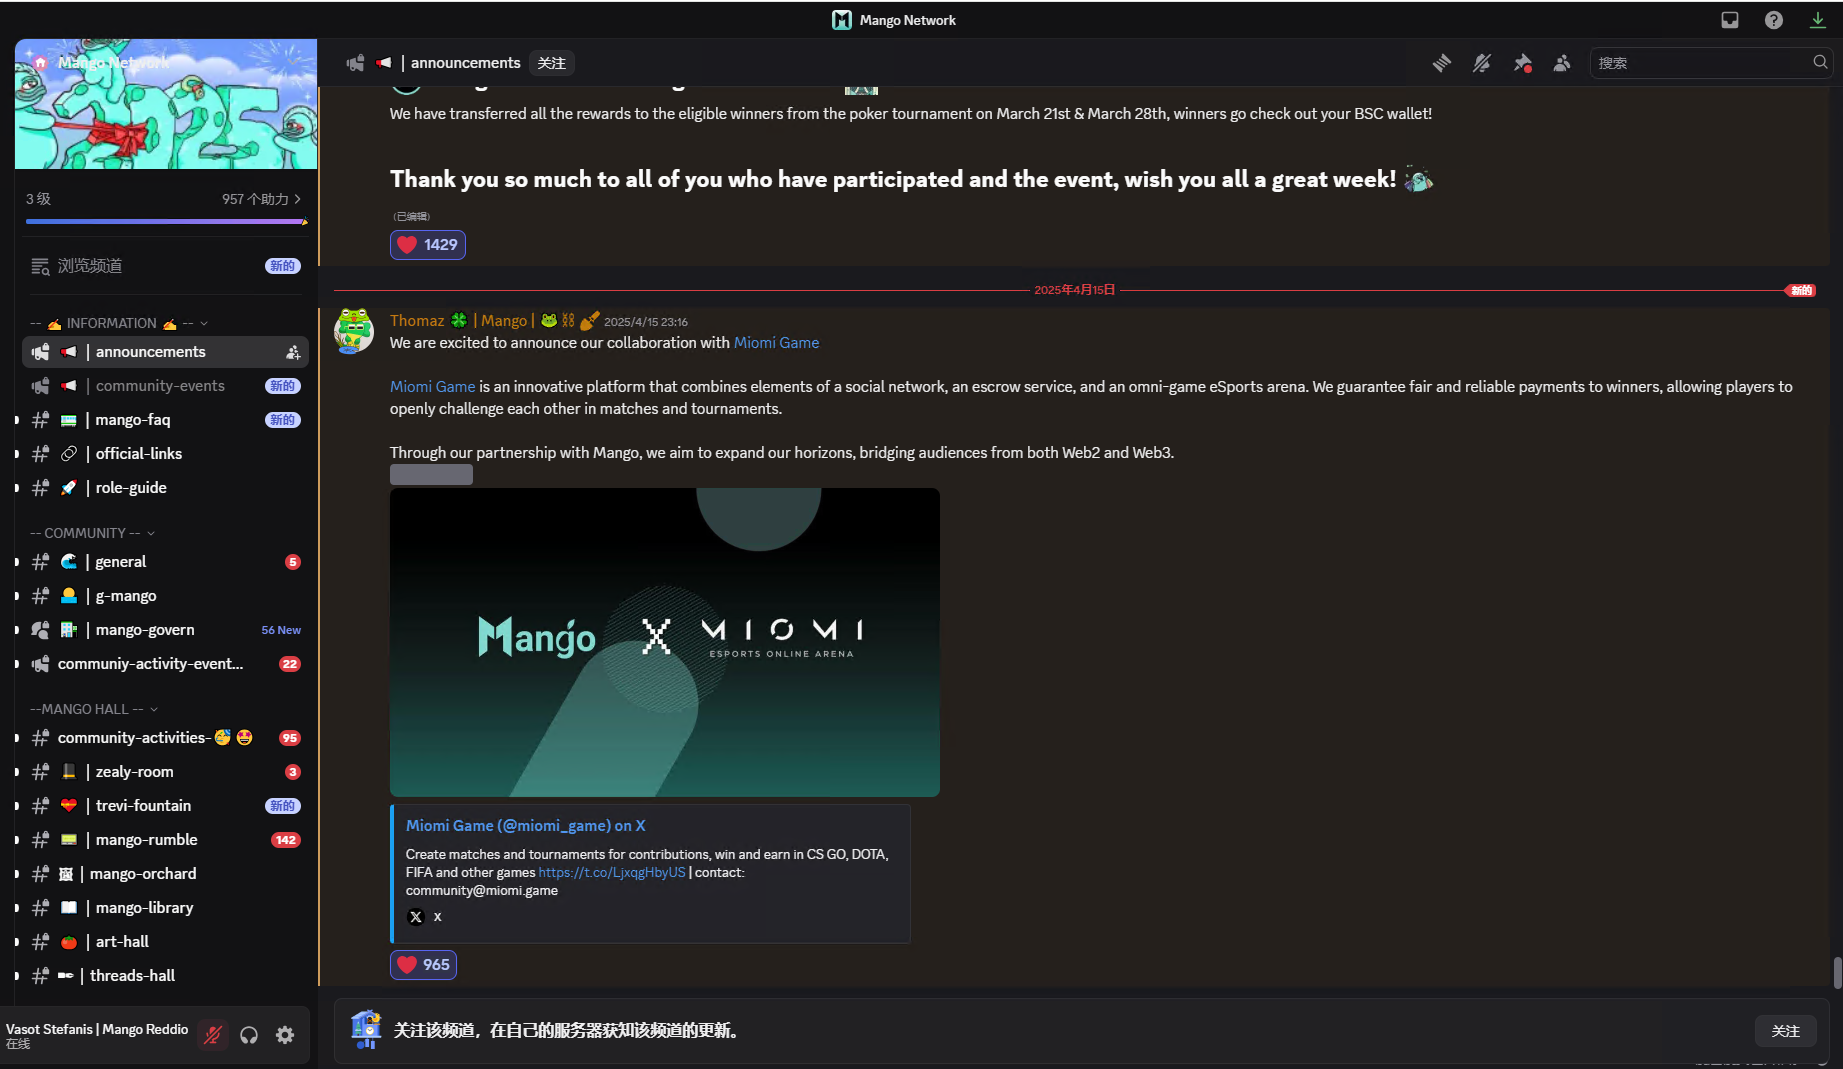 Mango Network
Mango Network
3 级
957 个助力
浏览频道
新的
-- INFORMATION --
| announcements
| community-events
新的
| mango-faq
新的
| official-links
| role-guide
-- COMMUNITY --
| general
5
| g-mango
| mango-govern
56 New
communiy-activity-event...
22
--MANGO HALL --
community-activities-
95
| zealy-room
3
| trevi-fountain
新的
| mango-rumble
142
| mango-orchard
| mango-library
| art-hall
| threads-hall
Vasot Stefanis | Mango Reddio
在线
| announcements
关注
搜索
We have transferred all the rewards to the eligible winners from the poker tournament on March 21st & March 28th, winners go check out your BSC wallet!
Thank you so much to all of you who have participated and the event, wish you all a great week!
(已编辑)
1429
2025年4月15日
新的
Thomaz 🍀 | Mango | 🐸⛓ 2025/4/15 23:16
We are excited to announce our collaboration with Miomi Game
Miomi Game is an innovative platform that combines elements of a social network, an escrow service, and an omni-game eSports arena. We guarantee fair and reliable payments to winners, allowing players to
openly challenge each other in matches and tournaments.
Through our partnership with Mango, we aim to expand our horizons, bridging audiences from both Web2 and Web3.
Mango X MIOMI
ESPORTS ONLINE ARENA
Miomi Game (@miomi_game) on X
Create matches and tournaments for contributions, win and earn in CS GO, DOTA,
FIFA and other games https://t.co/LjxqgHbyUS | contact:
community@miomi.game
X
965
关注该频道，在自己的服务器获知该频道的更新。
关注